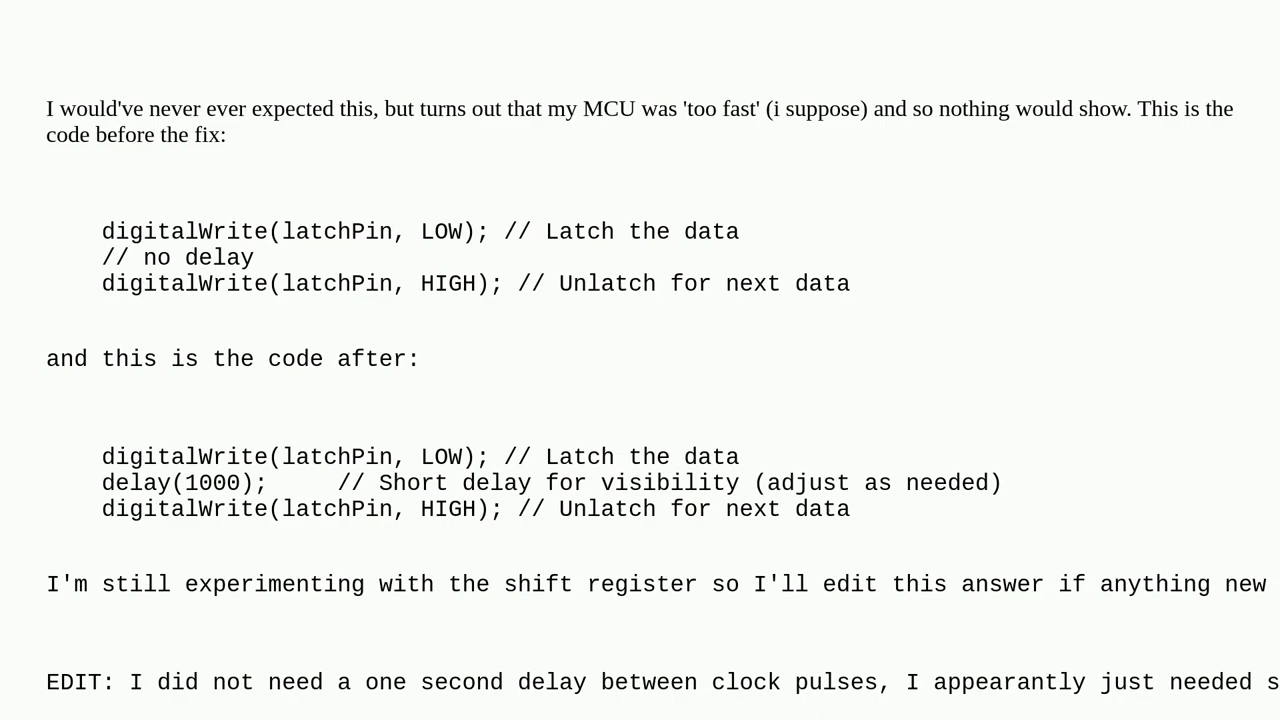 I would've never ever expected this, but turns out that my MCU was 'too fast' (i suppose) and so nothing would show. This is the
code before the fix:
digitalWrite(latchPin, LOW); // Latch the data
// no delay
digitalWrite(latchPin, HIGH); // Unlatch for next data
and this is the code after:
digitalWrite(latchPin, LOW); // Latch the data
delay(1000);     // Short delay for visibility (adjust as needed)
digitalWrite(latchPin, HIGH); // Unlatch for next data
I'm still experimenting with the shift register so I'll edit this answer if anything new
EDIT: I did not need a one second delay between clock pulses, I appearantly just needed